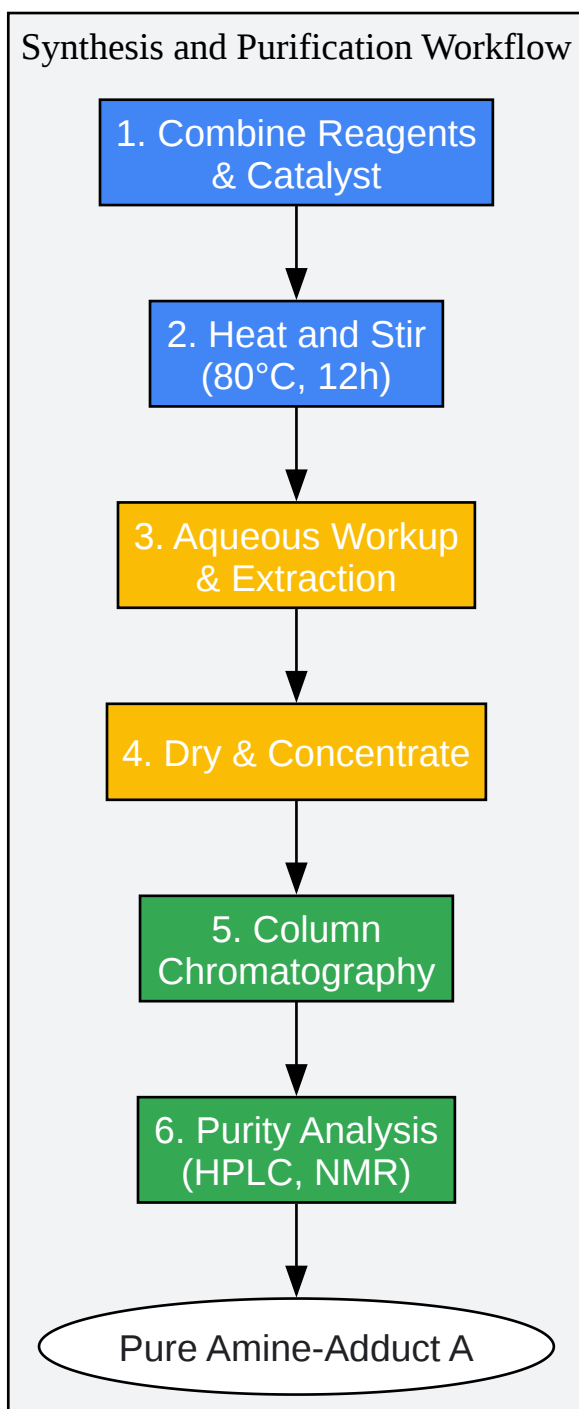 Synthesis and Purification Workflow
1. Combine Reagents
& Catalyst
2. Heat and Stir
(80°C, 12h)
3. Aqueous Workup
& Extraction
4. Dry & Concentrate
5. Column
Chromatography
6. Purity Analysis
(HPLC, NMR)
Pure Amine-Adduct A